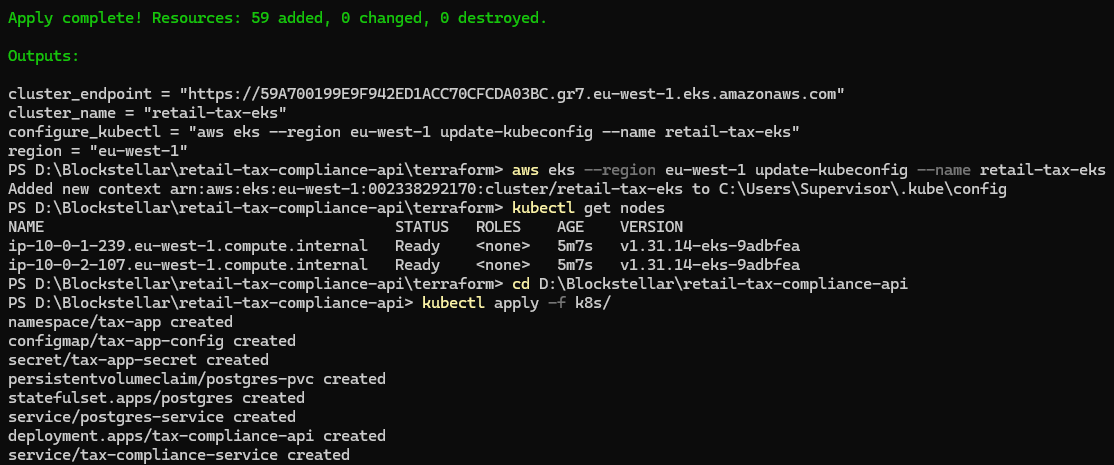 Apply complete! Resources: 59 added, 0 changed, 0 destroyed.
Outputs:
cluster_endpoint = "https://59A700199E9F942ED1ACC70CFCDA03BC.gr7.eu-west-1.eks.amazonaws.com"
cluster_name = "retail-tax-eks"
configure_kubectl = "aws eks --region eu-west-1 update-kubeconfig --name retail-tax-eks"
region = "eu-west-1"
PS D:\Blockstellar\retail-tax-compliance-api\terraform> aws eks --region eu-west-1 update-kubeconfig --name retail-tax-eks
Added new context arn:aws:eks:eu-west-1:002338292170:cluster/retail-tax-eks to C:\Users\Supervisor\.kube\config
PS D:\Blockstellar\retail-tax-compliance-api\terraform> kubectl get nodes
NAME STATUS ROLES AGE VERSION
ip-10-0-1-239.eu-west-1.compute.internal Ready <none> 5m7s v1.31.14-eks-9adbfea
ip-10-0-2-107.eu-west-1.compute.internal Ready <none> 5m7s v1.31.14-eks-9adbfea
PS D:\Blockstellar\retail-tax-compliance-api\terraform> cd D:\Blockstellar\retail-tax-compliance-api
PS D:\Blockstellar\retail-tax-compliance-api> kubectl apply -f k8s/
namespace/tax-app created
configmap/tax-app-config created
secret/tax-app-secret created
persistentvolumeclaim/postgres-pvc created
statefulset.apps/postgres created
service/postgres-service created
deployment.apps/tax-compliance-api created
service/tax-compliance-service created